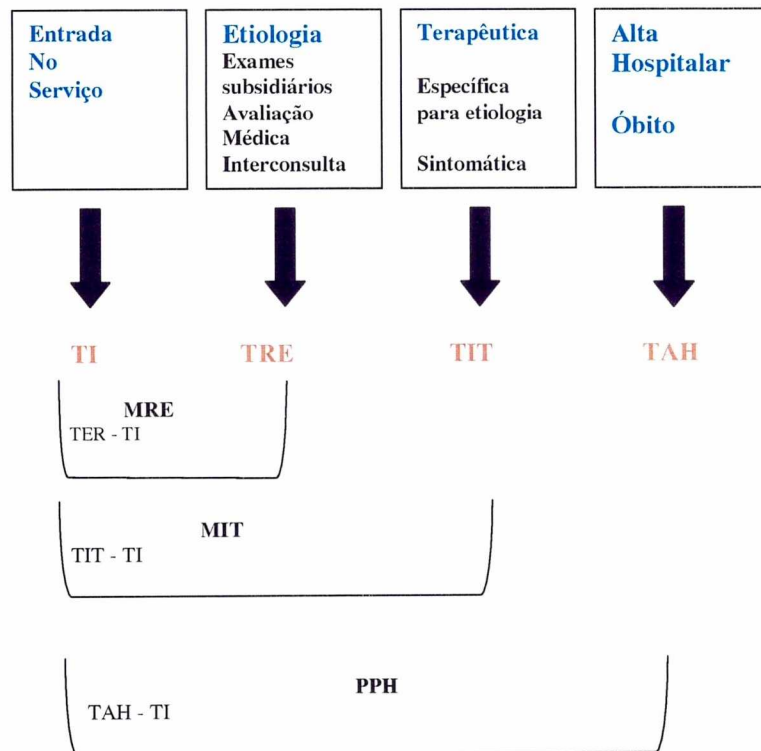 Entrada
No
Serviço
Etiologia
Exames
subsidiários
Avaliação
Médica
Interconsulta
Terapêutica
Específica
para etiologia
Sintomática
Alta
Hospitalar
Óbito
TI
TRE
TIT
TAH
MRE
TER - TI
MIT
TIT - TI
PPH
TAH - TI